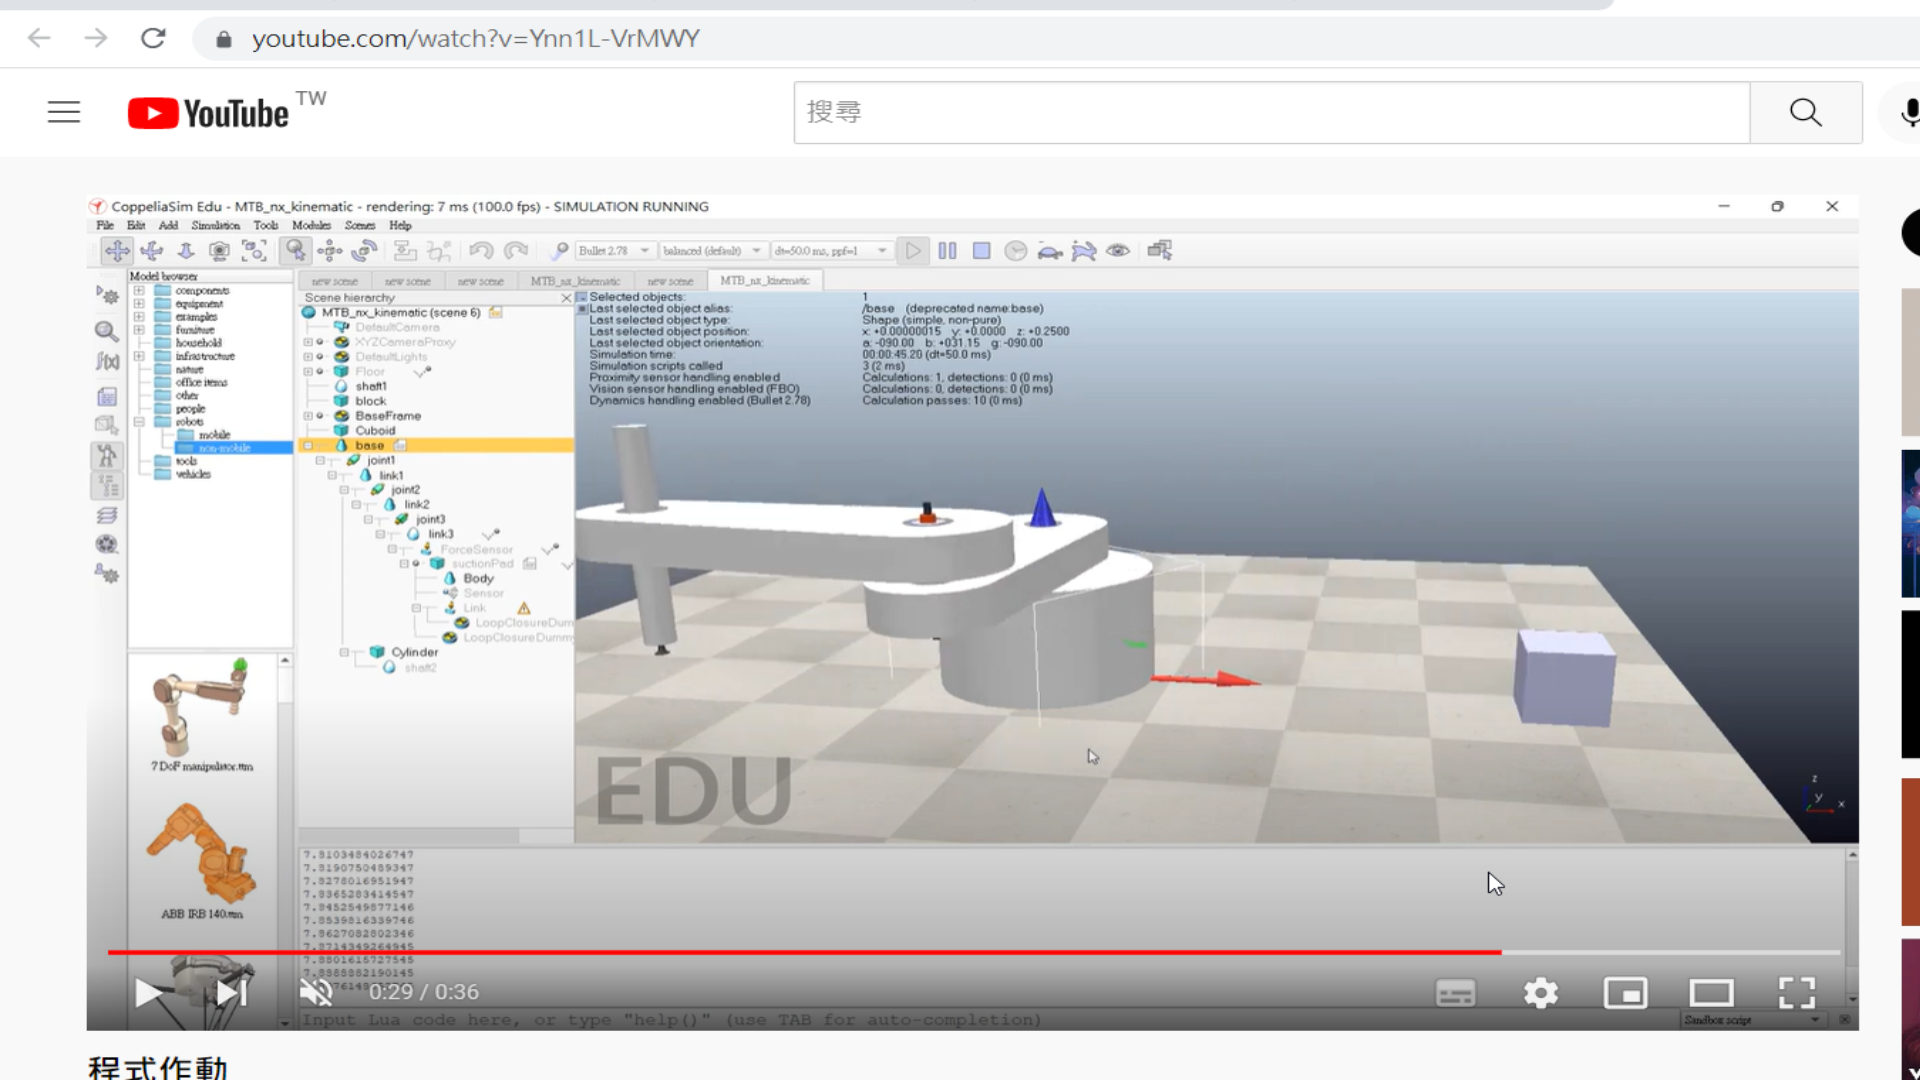 youtube.com/watch?v=Ynn1L-VrMWY
YouTube TW
搜尋
CoppeliaSim Edu - MTB_nx_kinematic - rendering: 7 ms (100.0 fps) - SIMULATION RUNNING
File Edit Add Simulation Tools Modules Scenes Help
Bullet 2.78 balanced (default) dt=50.0 ms, ppf=1
new scene new scene new scene MTB_nx_kinematic new scene MTB_nx_kinematic
Model browser
components
equipment
examples
furniture
household
infrastructure
nature
office items
other
people
robots
mobile
non-mobile
tools
vehicles
7 DoF manipulator.ttm
ABB IRB 140.ttm
Scene hierarchy
MTB_nx_kinematic (scene 6)
DefaultCamera
XYZCameraProxy
DefaultLights
Floor
shaft1
block
BaseFrame
Cuboid
base
joint1
link1
joint2
link2
joint3
link3
ForceSensor
suctionPad
Body
Sensor
Link
LoopClosureDum
LoopClosureDumm
Cylinder
shaft2
Selected objects: 1
Last selected object alias: /base (deprecated name:base)
Last selected object type: Shape (simple, non-pure)
Last selected object position: x: +0.00000015 y: +0.0000 z: +0.2500
Last selected object orientation: a: -090.00 b: +031.15 g: -090.00
Simulation time: 00:00:45.20 (dt=50.0 ms)
Simulation scripts called 3 (2 ms)
Proximity sensor handling enabled Calculations: 1, detections: 0 (0 ms)
Vision sensor handling enabled (FBO) Calculations: 0, detections: 0 (0 ms)
Dynamics handling enabled (Bullet 2.78) Calculation passes: 10 (0 ms)
EDU
z
y
x
7.8103484026747
7.8190750489347
7.8278016951947
7.8365283414547
7.8452549877146
7.8539816339746
7.8627082802346
7.8714349264945
7.8801615727545
7.8888882190145
0:29 / 0:36
Input Lua code here, or type "help()" (use TAB for auto-completion)
Sandbox script
程式作動